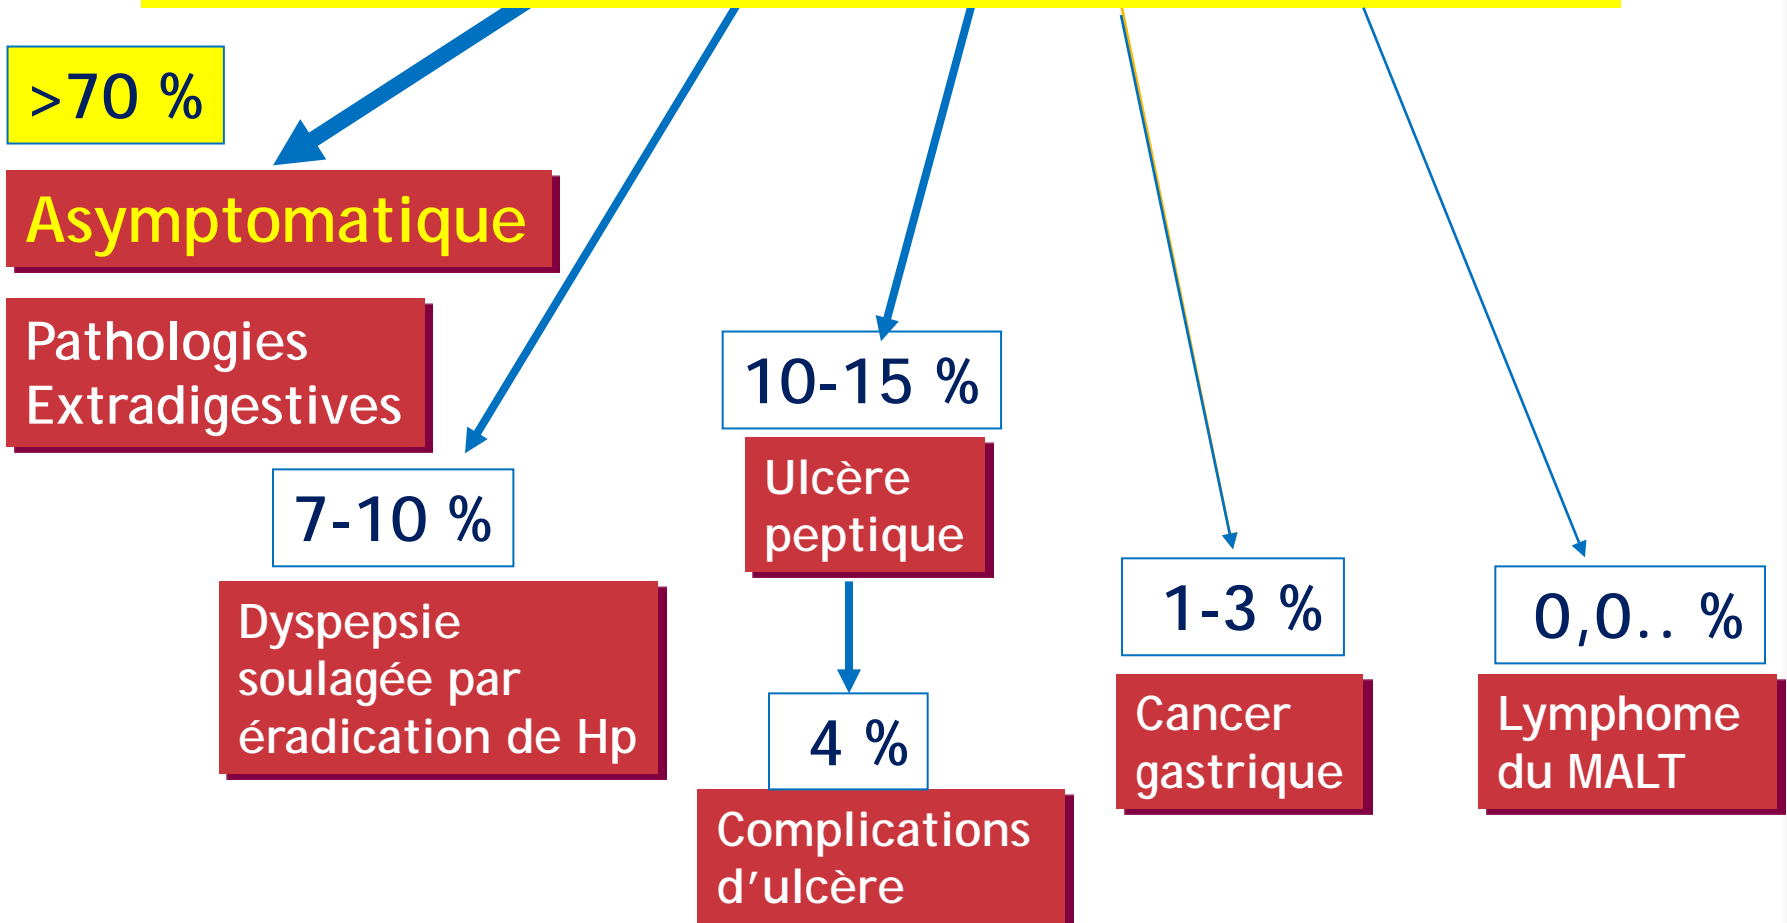 >70 %
Asymptomatique
Pathologies
Extradigestives
7-10 %
Dyspepsie
soulagée par
éradication de Hp
10-15 %
Ulcère
peptique
4 %
Complications
d’ulcère
1-3 %
Cancer
gastrique
0,0.. %
Lymphome
du MALT